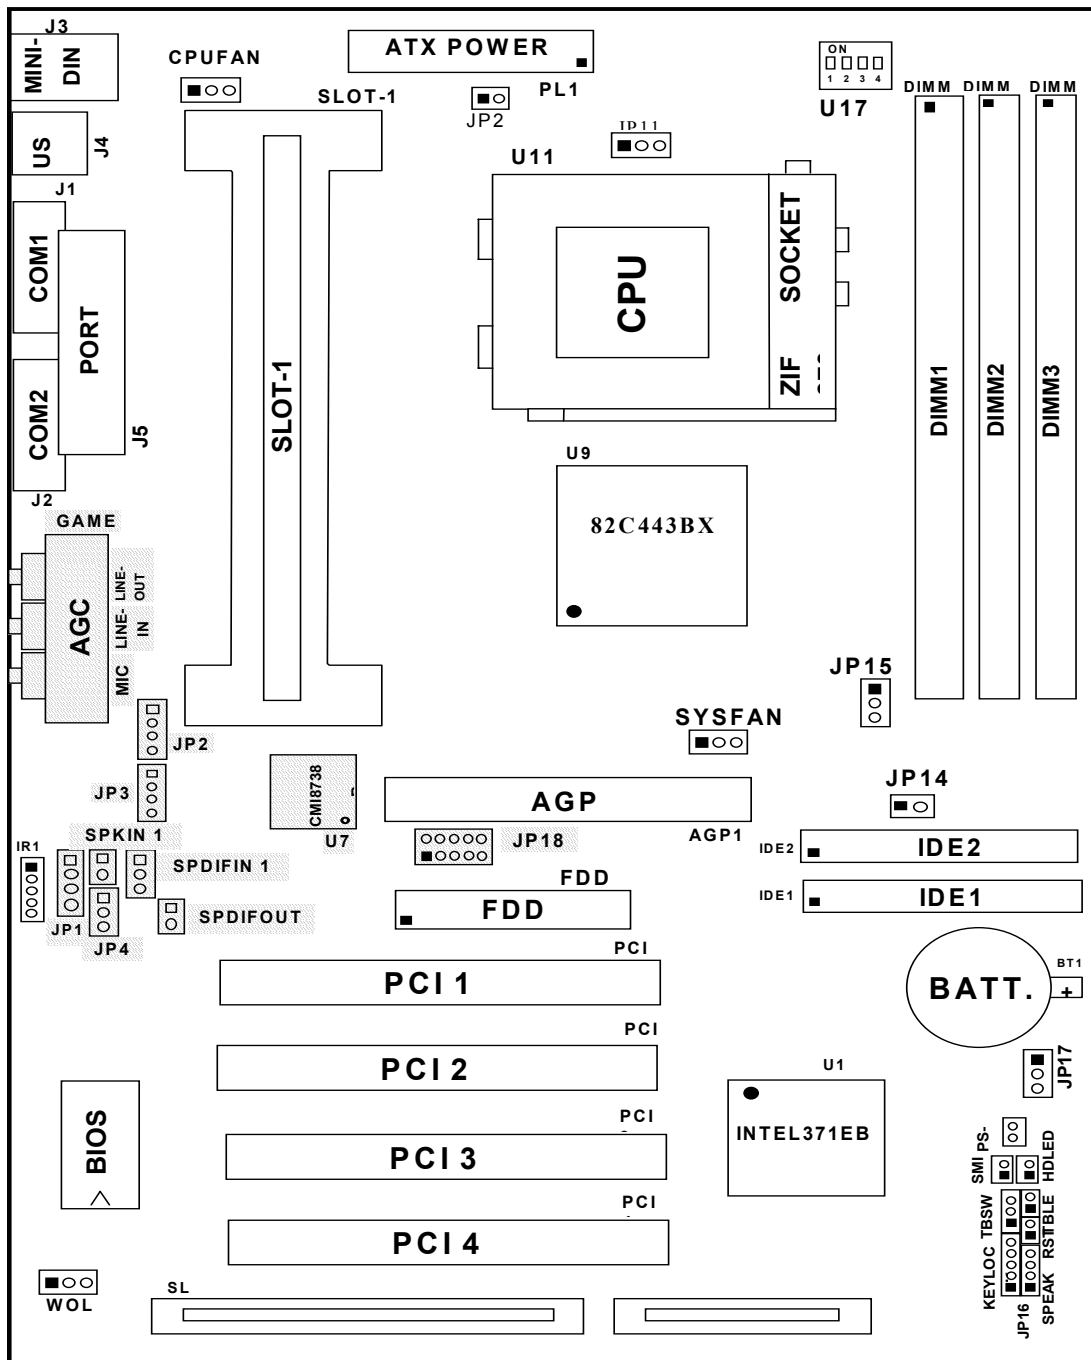 J3
MINI-
DIN
CPUFAN
ATX POWER
PL1
ON
1 2 3 4
U17
DIMM
DIMM
DIMM
SLOT-1
JP2
JP11
US
J4
U11
J1
COM1
PORT
COM2
J5
J2
SLOT-1
CPU
ZIF SOCKET
DIMM1
DIMM2
DIMM3
U9
82C443BX
GAME
AGC
LINE-
OUT
LINE-
IN
MIC
JP15
SYSFAN
JP2
JP3
CMI8738
U7
AGP
AGP1
JP14
SPKIN 1
JP18
IR1
SPDIFIN 1
IDE2
IDE2
FDD
FDD
IDE1
IDE1
SPDIFOUT
JP1
JP4
PCI
PCI 1
BATT.
BT1
+
PCI
PCI 2
JP17
U1
INTEL371EB
BIOS
PCI
PCI 3
PS-
SMI
HDLED
PCI
PCI 4
TBSW
TBLE
RST
KEYLOC
SPEAK
JP16
WOL
SL